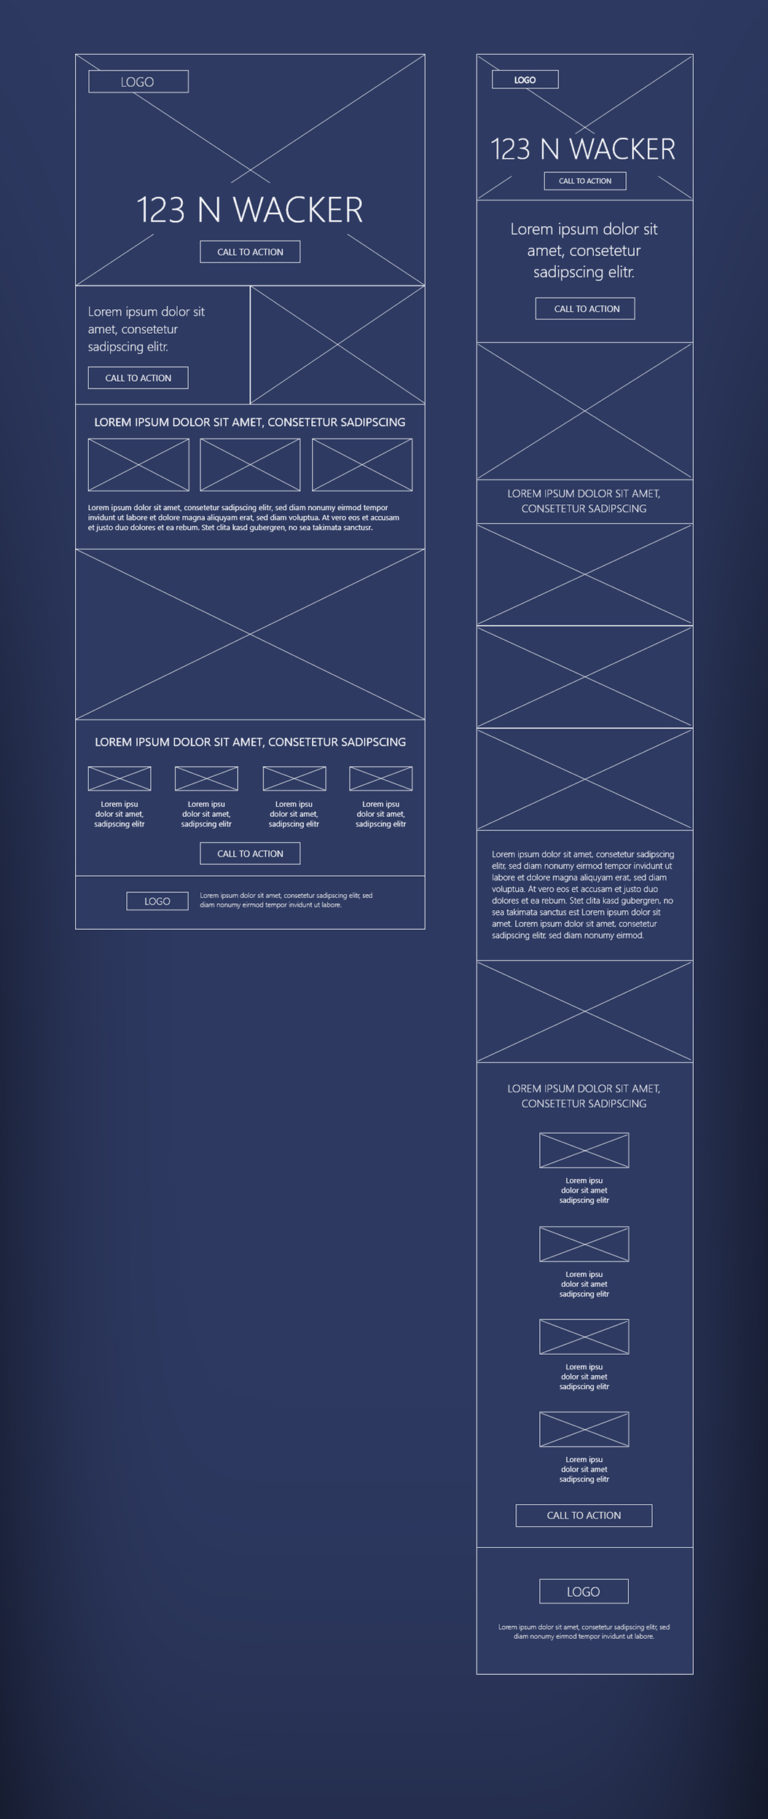 LOGO
123 N WACKER
CALL TO ACTION
Lorem ipsum dolor sit
amet, consetetur
sadipscing elitr.
CALL TO ACTION
LOREM IPSUM DOLOR SIT AMET, CONSETETUR SADIPSCING
Lorem ipsum dolor sit amet, consetetur sadipscing elitr, sed diam nonumy eirmod tempor
invidunt ut labore et dolore magna aliquyam erat, sed diam voluptua. At vero eos et accusam
et justo duo dolores et ea rebum. Stet clita kasd gubergren, no sea takimata sanctusr.
LOREM IPSUM DOLOR SIT AMET, CONSETETUR SADIPSCING
Lorem ipsu
dolor sit amet,
sadipscing elitr
Lorem ipsu
dolor sit amet,
sadipscing elitr
Lorem ipsu
dolor sit amet,
sadipscing elitr
Lorem ipsu
dolor sit amet,
sadipscing elitr
CALL TO ACTION
LOGO
Lorem ipsum dolor sit amet, consetetur sadipscing elitr, sed
diam nonumy eirmod tempor invidunt ut labore.
LOGO
123 N WACKER
CALL TO ACTION
Lorem ipsum dolor sit
amet, consetetur
sadipscing elitr.
CALL TO ACTION
LOREM IPSUM DOLOR SIT AMET,
CONSETETUR SADIPSCING
Lorem ipsum dolor sit amet, consetetur sadipscing
elitr, sed diam nonumy eirmod tempor invidunt ut
labore et dolore magna aliquyam erat, sed diam
voluptua. At vero eos et accusam et justo duo
dolores et ea rebum. Stet clita kasd gubergren, no
sea takimata sanctus est Lorem ipsum dolor sit
amet. Lorem ipsum dolor sit amet, consetetur
sadipscing elitr, sed diam nonumy eirmod.
LOREM IPSUM DOLOR SIT AMET,
CONSETETUR SADIPSCING
Lorem ipsu
dolor sit amet
sadipscing elitr
Lorem ipsu
dolor sit amet
sadipscing elitr
Lorem ipsu
dolor sit amet
sadipscing elitr
Lorem ipsu
dolor sit amet
sadipscing elitr
CALL TO ACTION
LOGO
Lorem ipsum dolor sit amet, consetetur sadipscing elitr, sed
diam nonumy eirmod tempor invidunt ut labore.